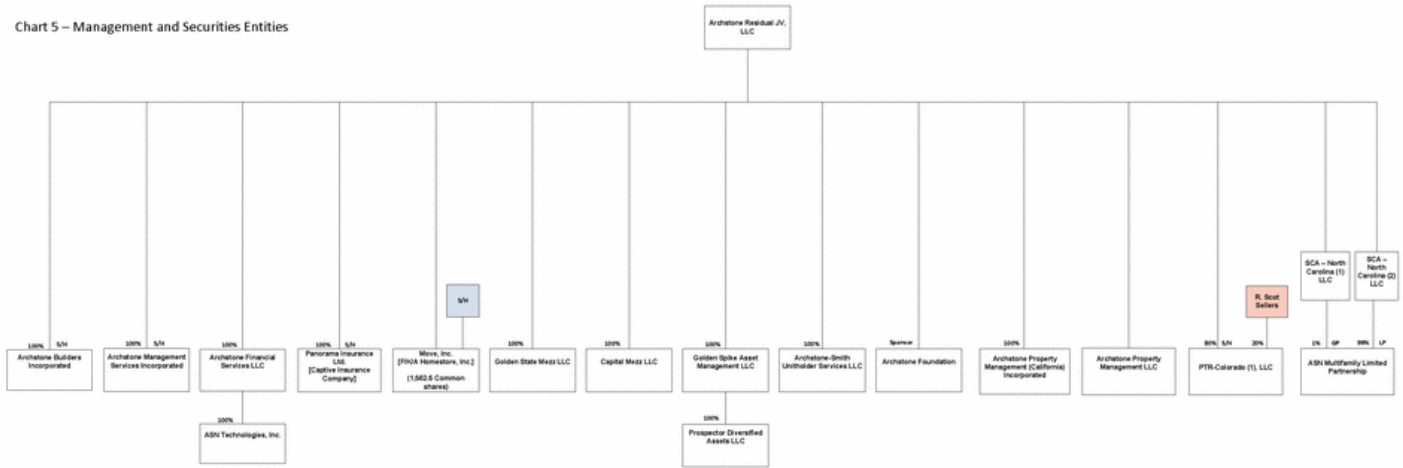 Archstone Residual JV,
LLC
Chart 5 – Management and Securities Entities
SCA – North
Carolina (1)
LLC
SCA –
North
Carolina (2)
LLC
S/H
R. Scot
Sellers
100% S/H
Archstone Builders
Incorporated
100% S/H
Archstone Management
Services Incorporated
100%
Archstone Financial
Services LLC
100% S/H
Panorama Insurance
Ltd.
[Captive Insurance
Company]
Move, Inc.
[F/K/A Homestore, Inc.]
(1,562.5 Common
shares)
100%
Golden State Mezz LLC
100%
Capital Mezz LLC
100%
Golden Spike Asset
Management LLC
100%
Archstone-Smith
Unitholder Services LLC
Sponsor
Archstone Foundation
100%
Archstone Property
Management (California)
Incorporated
Archstone Property
Management LLC
80% S/H 20%
PTR-Colorado (1), LLC
1% GP 99% LP
ASN Multifamily Limited
Partnership
100%
ASN Technologies, Inc.
100%
Prospector Diversified
Assets LLC